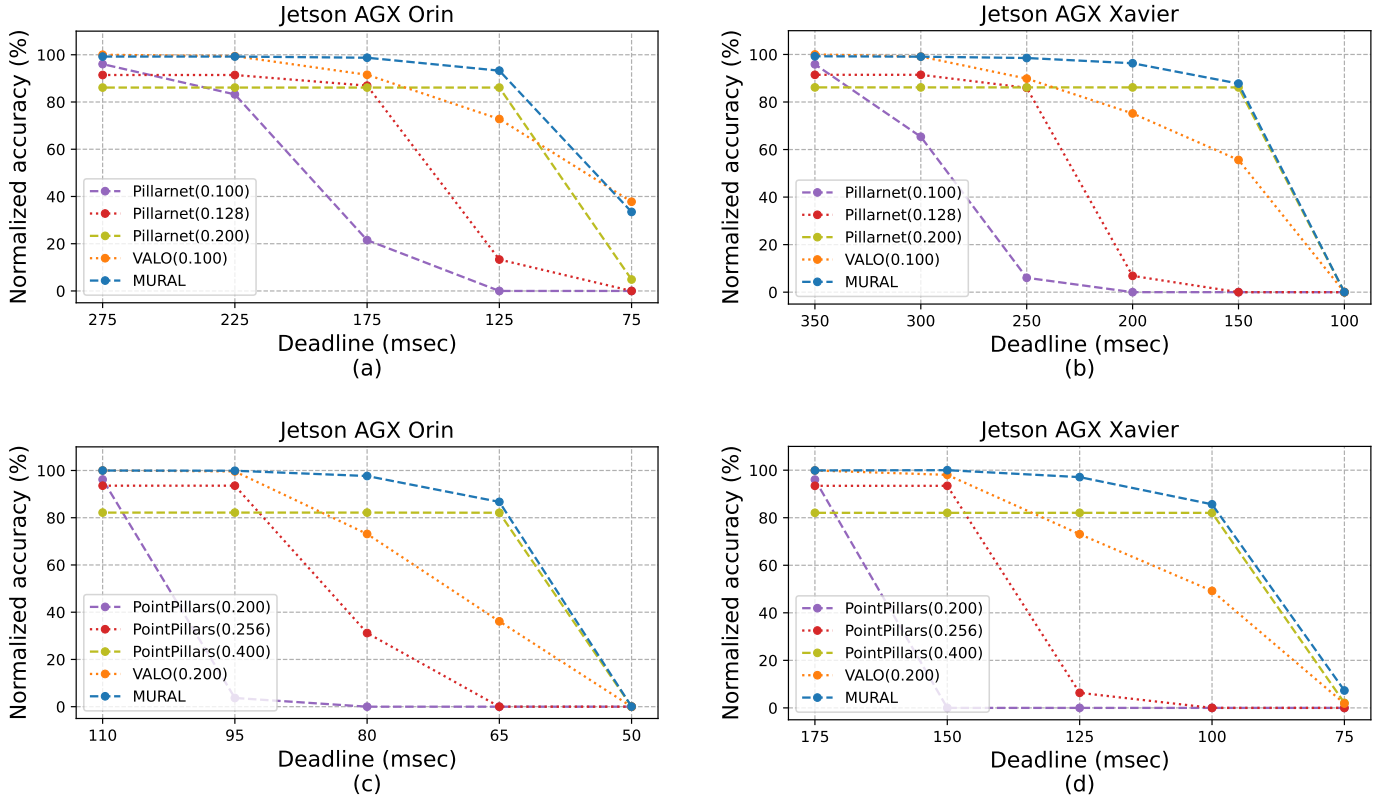 Jetson AGX Orin
Normalized accuracy (%)
100
80
60
40
20
0
Pillarnet(0.100)
Pillarnet(0.128)
Pillarnet(0.200)
VALO(0.100)
MURAL
275 225 175 125 75
Deadline (msec)
(a)
Jetson AGX Xavier
Normalized accuracy (%)
100
80
60
40
20
0
Pillarnet(0.100)
Pillarnet(0.128)
Pillarnet(0.200)
VALO(0.100)
MURAL
350 300 250 200 150 100
Deadline (msec)
(b)
Jetson AGX Orin
Normalized accuracy (%)
100
80
60
40
20
0
PointPillars(0.200)
PointPillars(0.256)
PointPillars(0.400)
VALO(0.200)
MURAL
110 95 80 65 50
Deadline (msec)
(c)
Jetson AGX Xavier
Normalized accuracy (%)
100
80
60
40
20
0
PointPillars(0.200)
PointPillars(0.256)
PointPillars(0.400)
VALO(0.200)
MURAL
175 150 125 100 75
Deadline (msec)
(d)